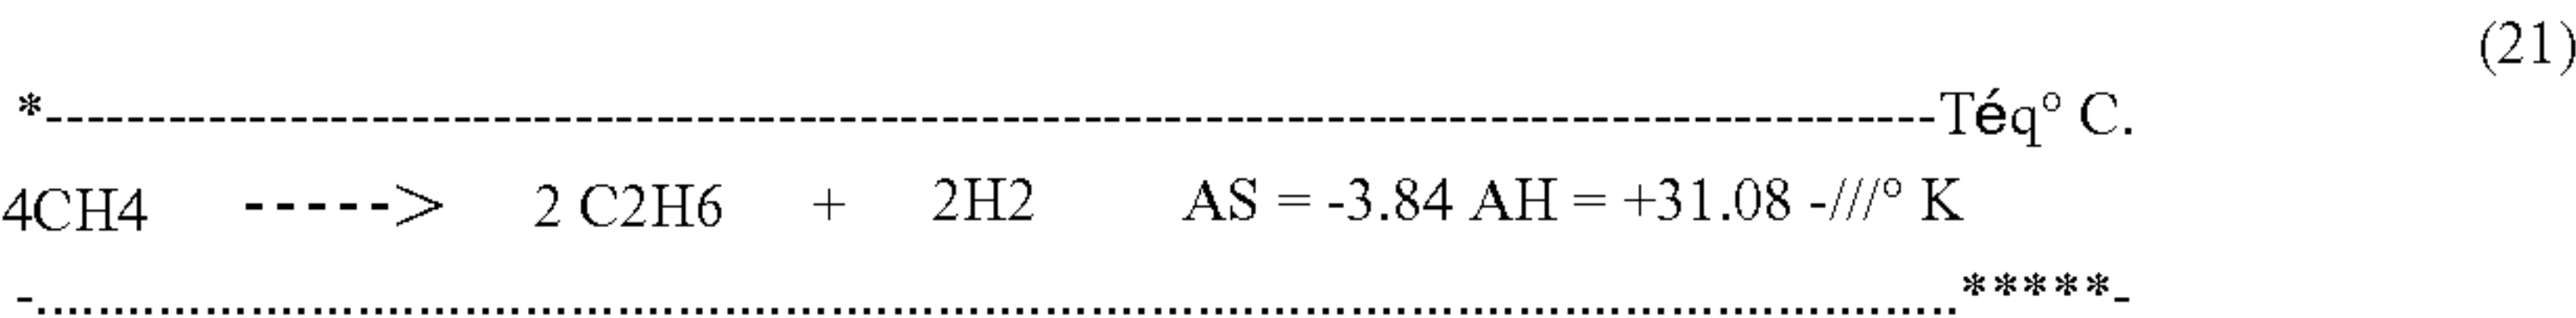 (21)
*---------------------------------------------------------------------------------------------Téq° C.
4CH4 -----> 2 C2H6 + 2H2 AS = -3.84 AH = +31.08 -///° K
-..............................................................................................................................*****-